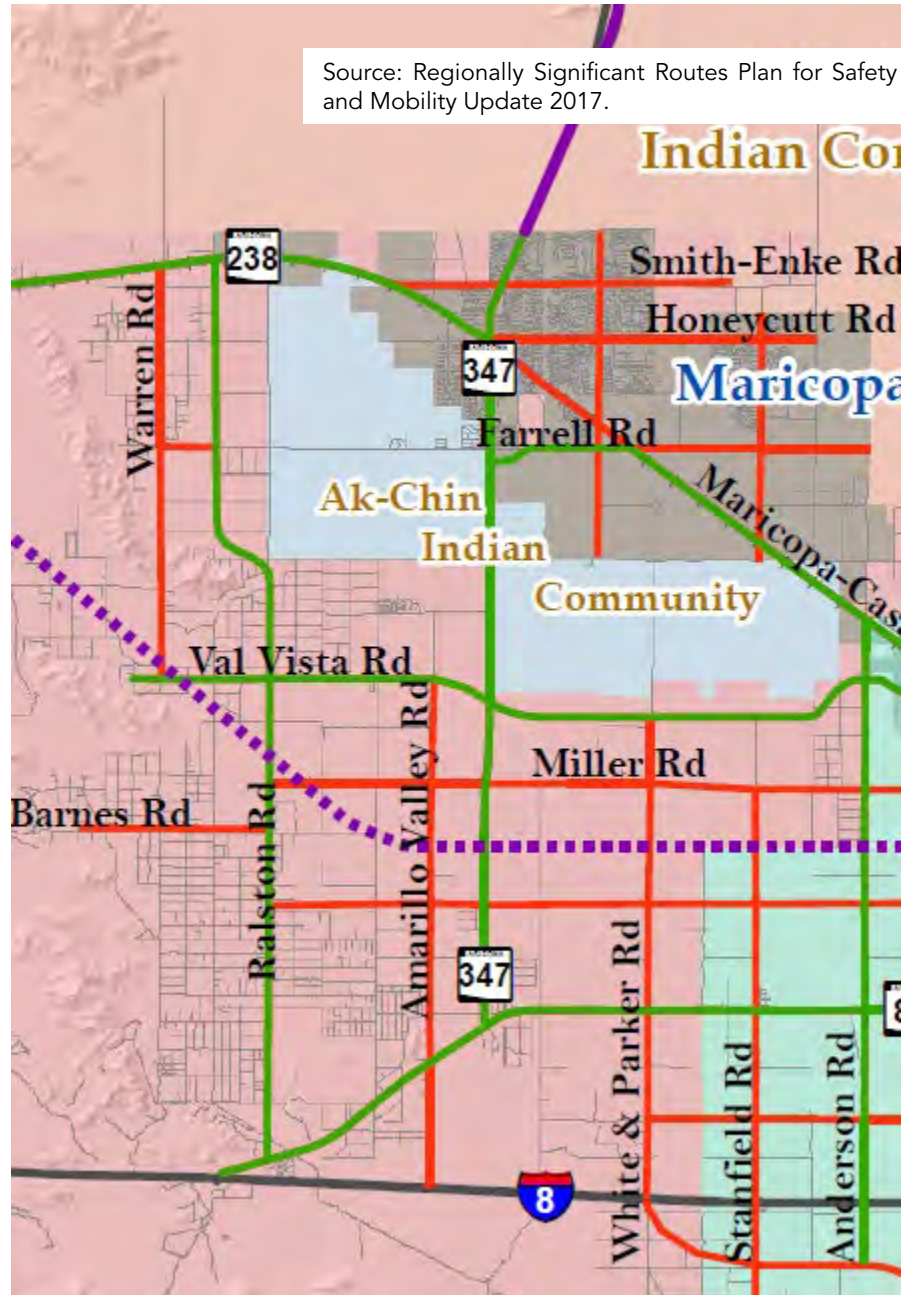 Source: Regionally Significant Routes Plan for Safety
and Mobility Update 2017.
Indian
238
Smith-Enke Rd
Honeycutt Rd
347
Maricopa
Warren Rd
Farrell Rd
Ak-Chin
Indian
Community
Maricopa-Cas
Val Vista Rd
Miller Rd
Barnes Rd
Ralston Rd
Amarillo Valley Rd
347
8
White & Parker Rd
Stanfield Rd
Anderson Rd
8